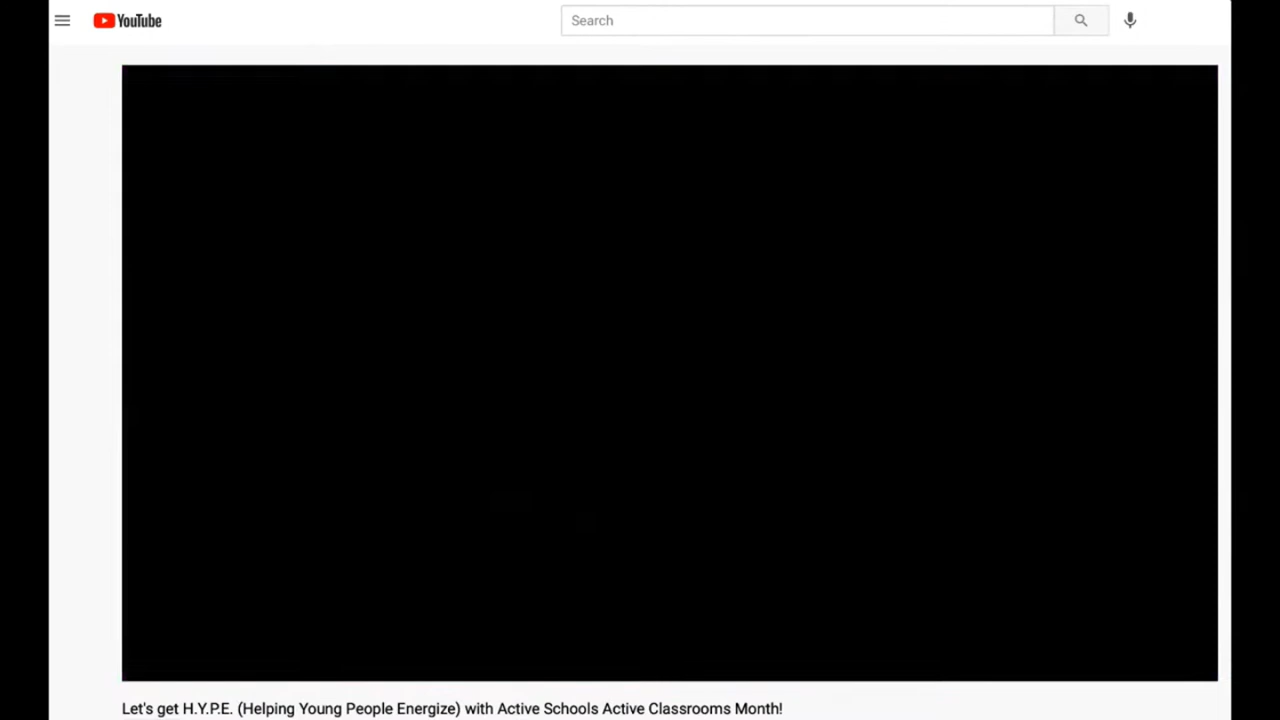 YouTube
Search
Let's get H.Y.P.E. (Helping Young People Energize) with Active Schools Active Classrooms Month!